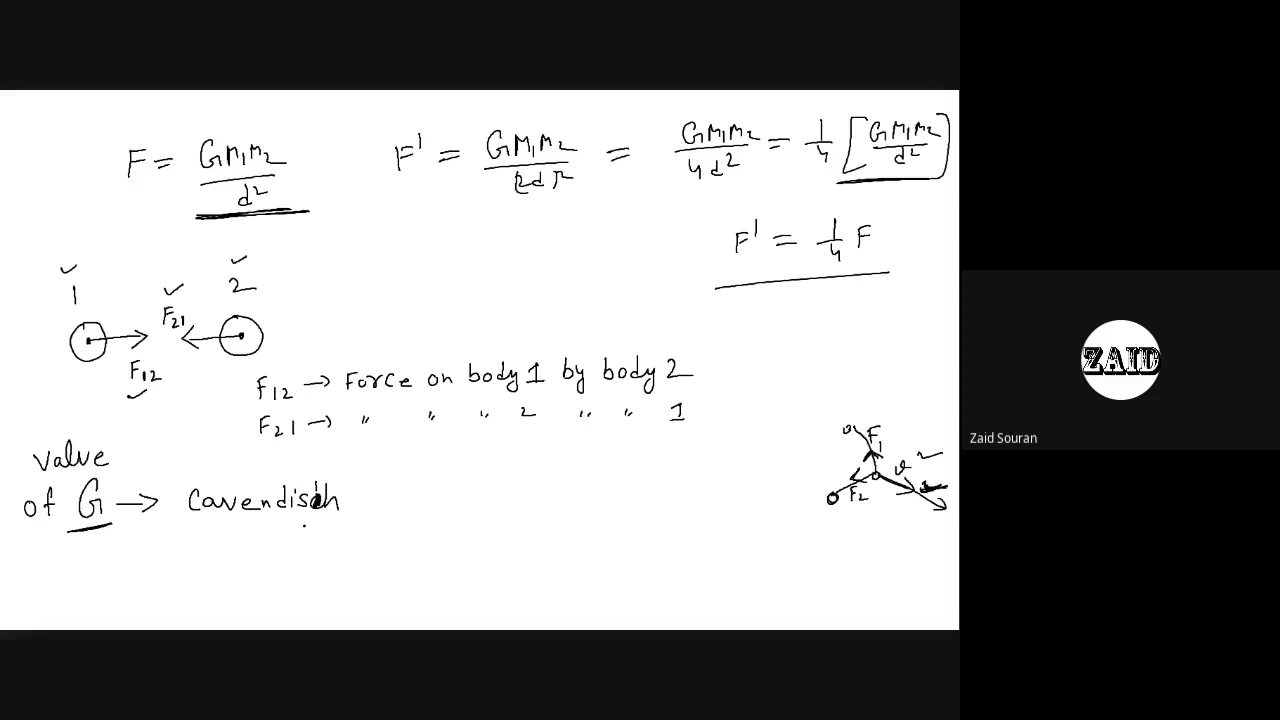 F = GM₁M₂/d² F' = GM₁M₂/(2d)² = GM₁M₂/4d² = 1/4 [GM₁M₂/d²]
F' = 1/4 F
1 2
F₂₁
F₁₂
F₁₂ → Force on body 1 by body 2
F₂₁ → " " " 2 " " 1
value
of G → Cavendish
F₁
F₂
ZAID
Zaid Souran